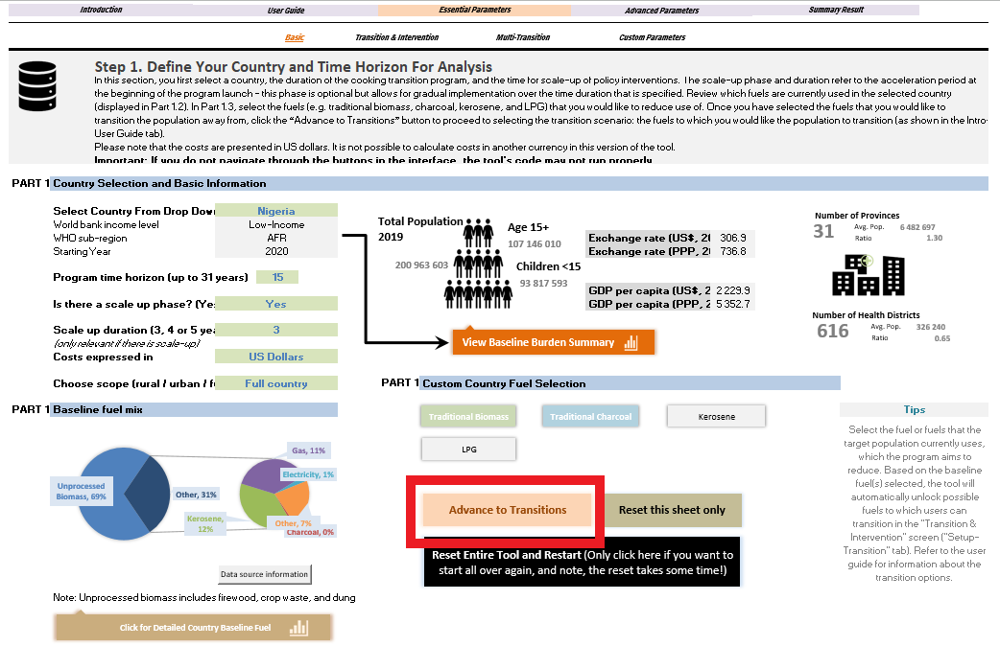 Introduction
User Guide
Essential Parameters
Advanced Parameters
Summary Result
Basic
Transition & Intervention
Multi-Transition
Custom Parameters
Step 1. Define Your Country and Time Horizon For Analysis
In this section, you first select a country, the duration of the cooking transition program, and the time for scale-up of policy interventions. The scale-up phase and duration refer to the acceleration period at
the beginning of the program launch - this phase is optional but allows for gradual implementation over the time duration that is specified. Review which fuels are currently used in the selected country
(displayed in Part 1.2). In Part 1.3, select the fuels (e.g. traditional biomass, charcoal, kerosene, and LPG) that you would like to reduce use of. Once you have selected the fuels that you would like to
transition the population away from, click the "Advance to Transitions" button to proceed to selecting the transition scenario: the fuels to which you would like the population to transition (as shown in the Intro-
User Guide tab).
Please note that the costs are presented in US dollars. It is not possible to calculate costs in another currency in this version of the tool.
Important: If you do not navigate through the buttons in the interface, the tool's code may not run properly.
PART 1 Country Selection and Basic Information
Select Country From Drop Dow
Nigeria
World bank income level
Low-Income
WHO sub-region
AFR
Starting Year
2020
Program time horizon (up to 31 years)
15
Is there a scale up phase? (Ye
Yes
Scale up duration (3, 4 or 5 yea
3
(only relevant if there is scale-up)
Costs expressed in
US Dollars
Choose scope (rural / urban / f
Full country
Total Population
2019
200 963 603
Age 15+
107 146 010
Children <15
93 817 593
Exchange rate (US$, 2
306.9
Exchange rate (PPP, 20
736.8
GDP per capita (US$, 2
2 229.9
GDP per capita (PPP, 2
5 352.7
View Baseline Burden Summary
Number of Provinces
31
Avg. Pop.
6 482 697
Ratio
1.30
Number of Health Districts
616
Avg. Pop.
326 240
Ratio
0.65
PART 1 Baseline fuel mix
Unprocessed
Biomass, 69%
Other, 31%
Gas, 11%
Electricity, 1%
Kerosene,
12%
Other, 7%
Charcoal, 0%
Data source information
Note: Unprocessed biomass includes firewood, crop waste, and dung
Click for Detailed Country Baseline Fuel
PART 1 Custom Country Fuel Selection
Traditional Biomass
Traditional Charcoal
Kerosene
LPG
Advance to Transitions
Reset this sheet only
Reset Entire Tool and Restart (Only click here if you want to
start all over again, and note, the reset takes some time!)
Tips
Select the fuel or fuels that the
target population currently uses,
which the program aims to
reduce. Based on the baseline
fuel(s) selected, the tool will
automatically unlock possible
fuels to which users can
transition in the "Transition &
Intervention" screen ("Setup-
Transition" tab). Refer to the user
guide for information about the
transition options.